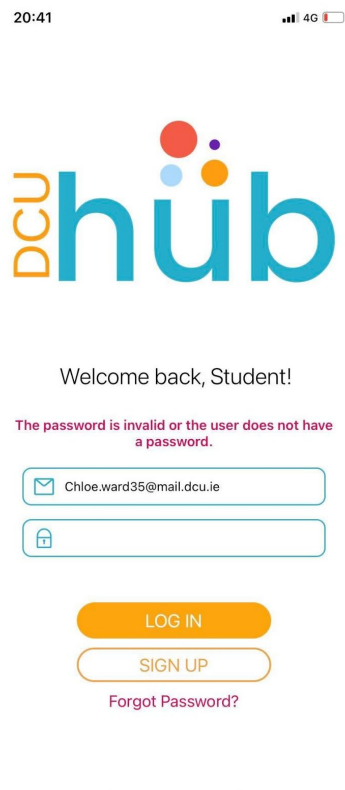 20:41
4G
DCU
hub
Welcome back, Student!
The password is invalid or the user does not have
a password.
Chloe.ward35@mail.dcu.ie
LOG IN
SIGN UP
Forgot Password?